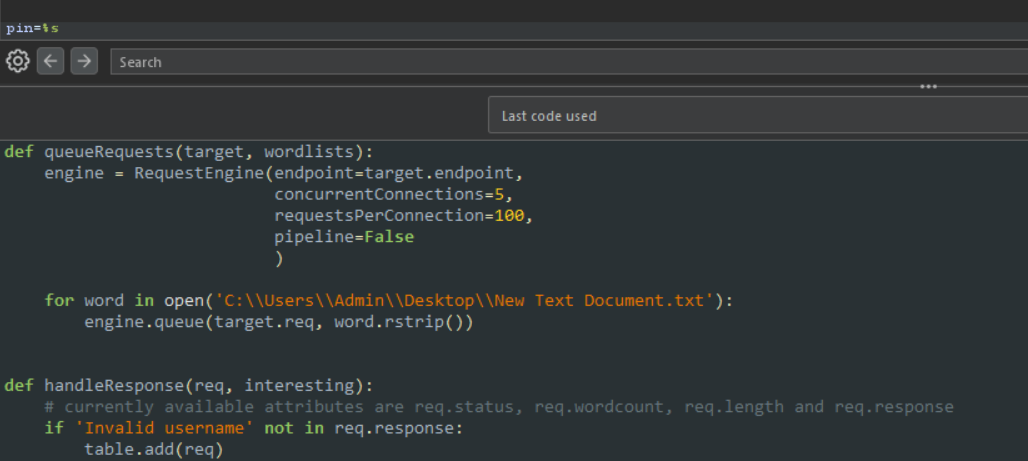 pin=%s
Search
Last code used
def queueRequests(target, wordlists):
    engine = RequestEngine(endpoint=target.endpoint,
                           concurrentConnections=5,
                           requestsPerConnection=100,
                           pipeline=False
                           )
    for word in open('C:\\Users\\Admin\\Desktop\\New Text Document.txt'):
        engine.queue(target.req, word.rstrip())
def handleResponse(req, interesting):
    # currently available attributes are req.status, req.wordcount, req.length and req.response
    if 'Invalid username' not in req.response:
        table.add(req)